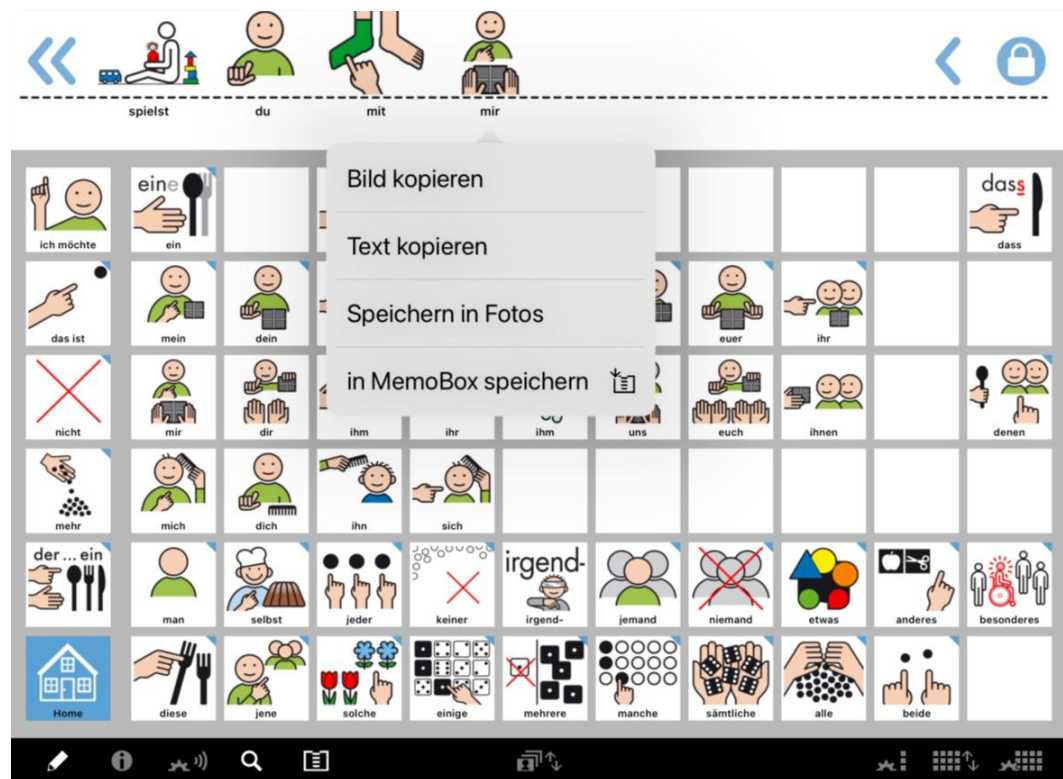 spielst du mit mir
Bild kopieren
Text kopieren
Speichern in Fotos
in MemoBox speichern
eine dass
ich möchte ein dass
das ist mein dein euer ihr
nicht mir dir ihm ihr ihm uns euch ihnen denen
mehr mich dich ihn sich
der ... ein irgend-
man selbst jeder keiner irgend- jemand niemand etwas anderes besonderes
Home diese jene solche einige mehrere manche sämtliche alle beide